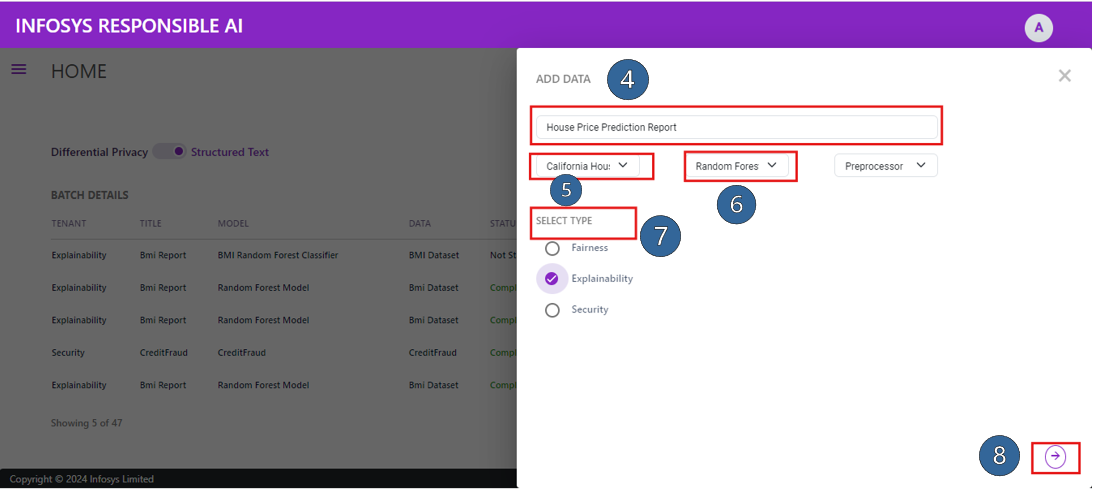 INFOSYS RESPONSIBLE AI
A
HOME
ADD DATA
4
House Price Prediction Report
Differential Privacy Structured Text
California Hou
Random Fores
Preprocessor
5
6
BATCH DETAILS
SELECT TYPE
7
TENANT TITLE MODEL DATA STATU
Fairness
Explainability Bmi Report BMI Random Forest Classifier BMI Dataset Not St
Explainability
Explainability Bmi Report Random Forest Model Bmi Dataset Compl
Security
Explainability Bmi Report Random Forest Model Bmi Dataset Compl
Security CreditFraud CreditFraud CreditFraud Compl
Explainability Bmi Report Random Forest Model Bmi Dataset Compl
Showing 5 of 47
8
Copyright © 2024 Infosys Limited